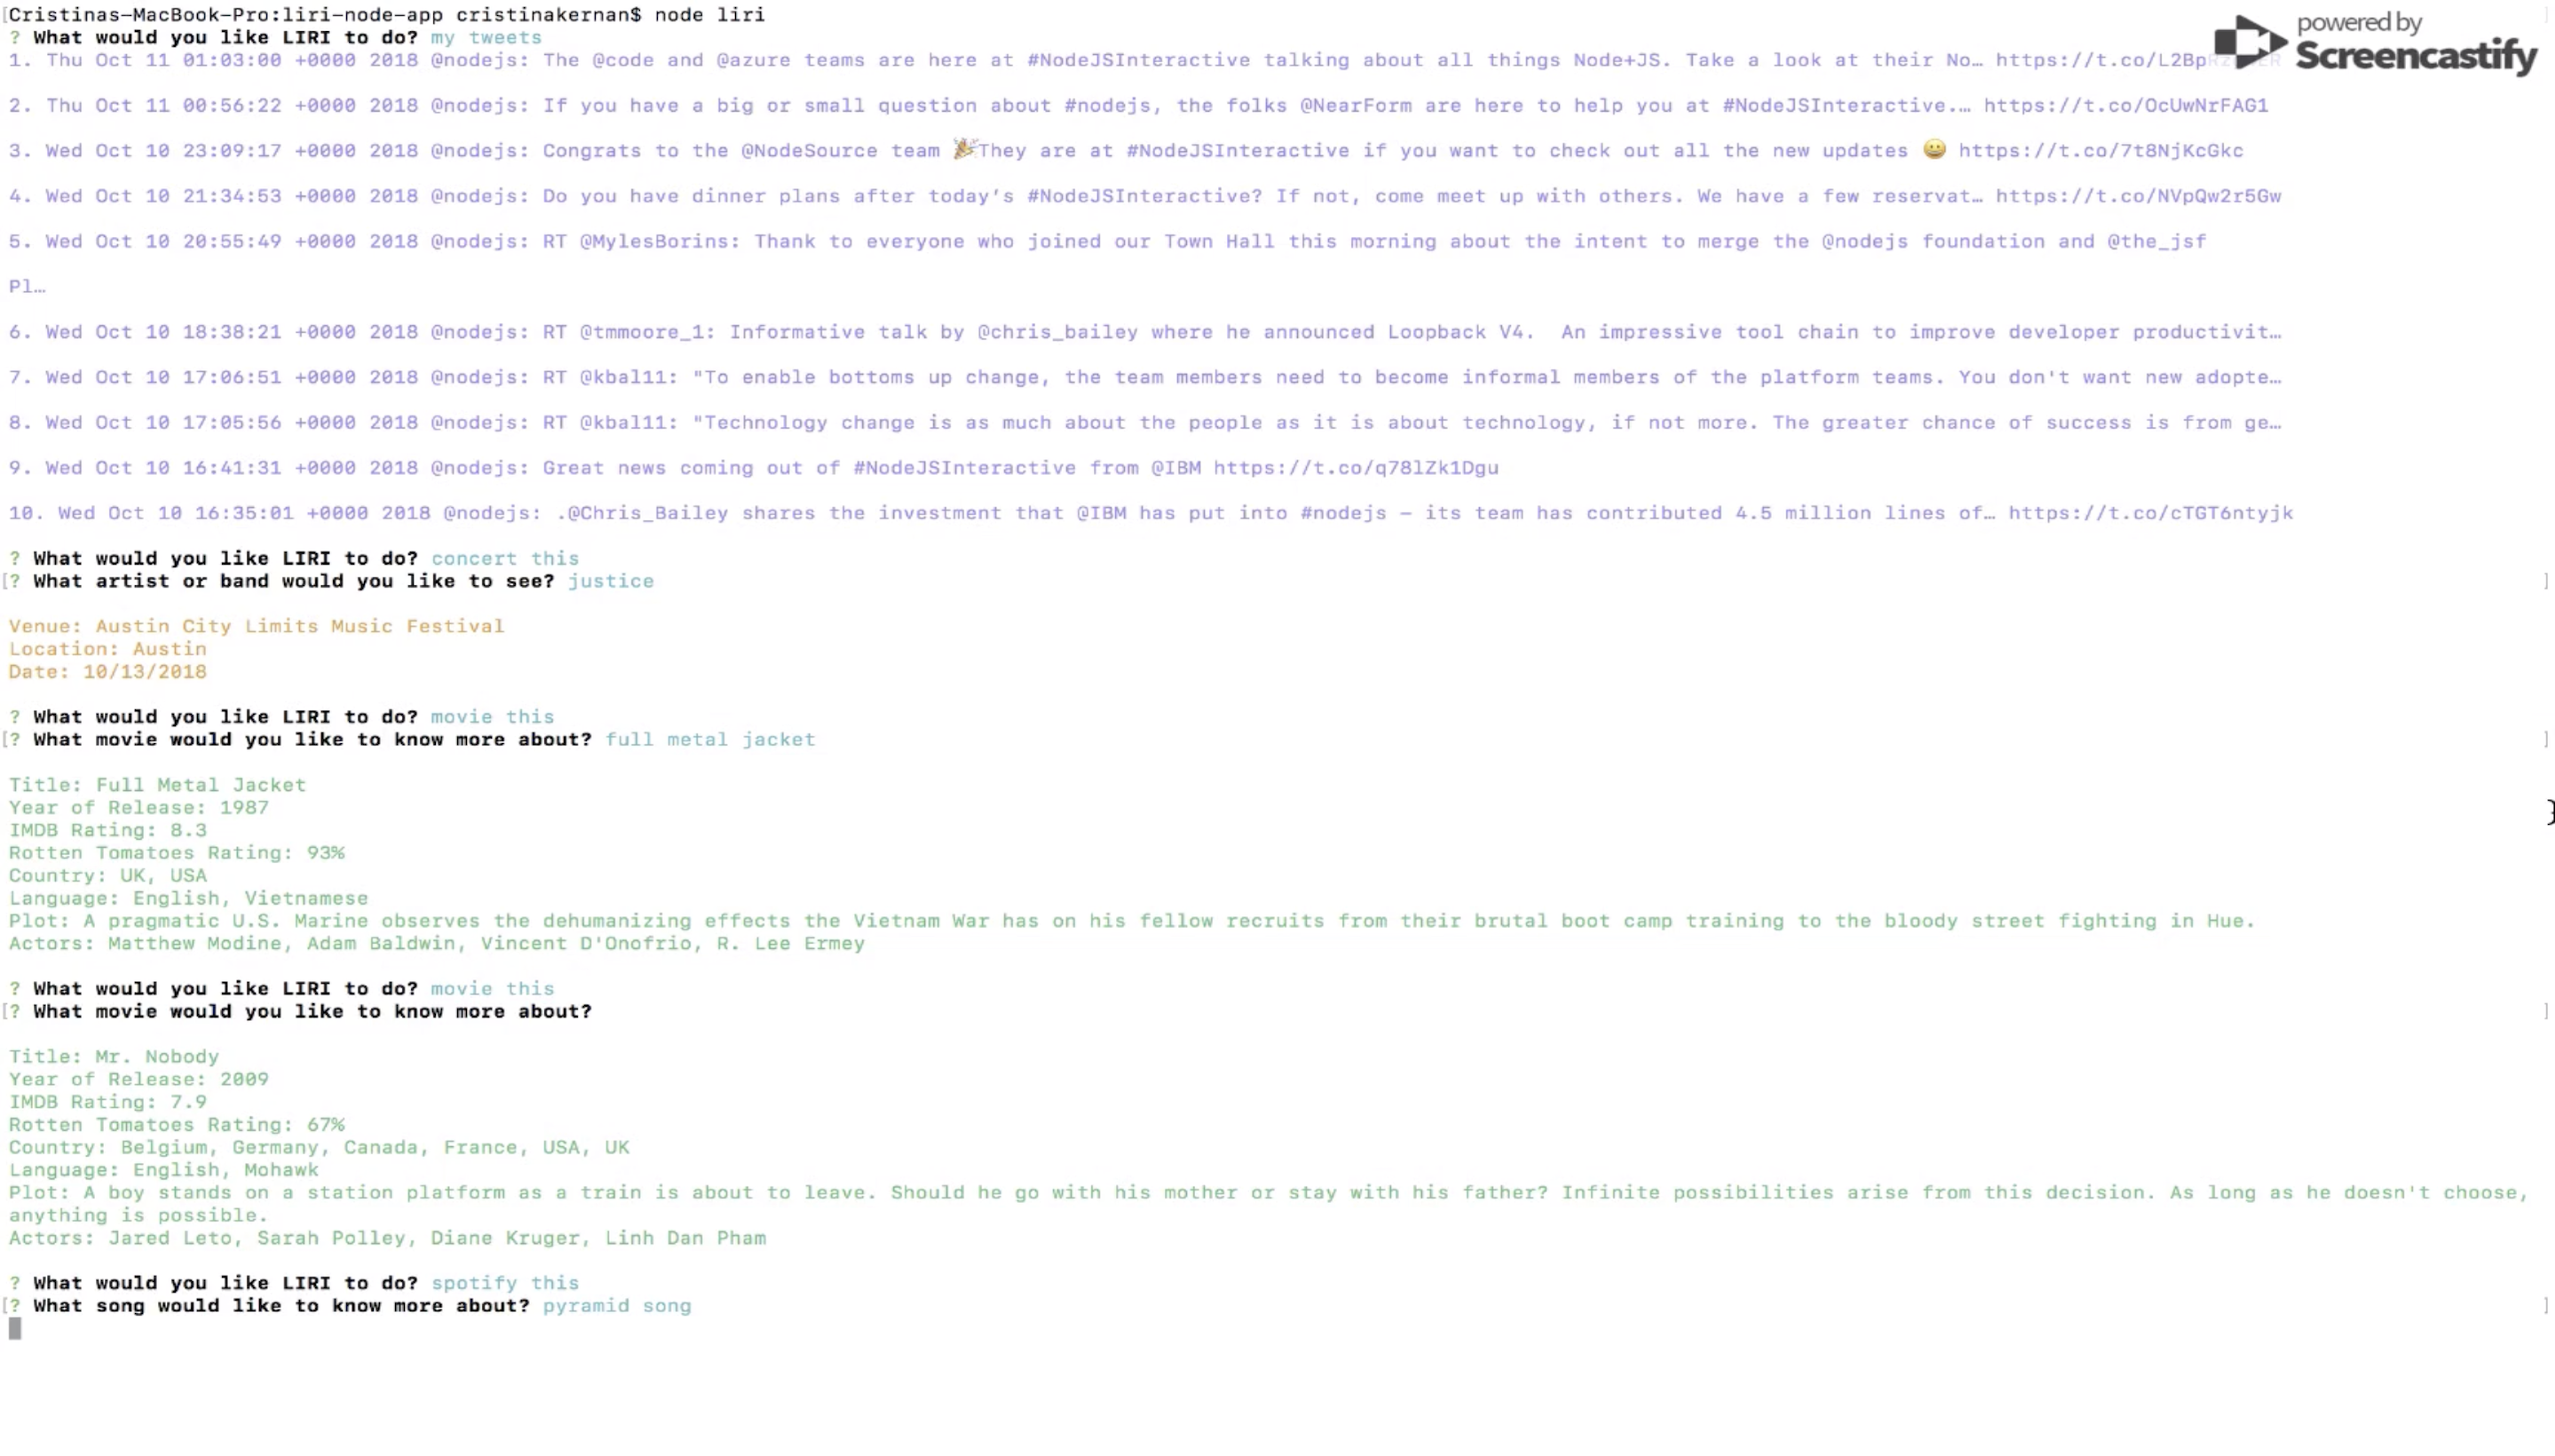 [Cristinas-MacBook-Pro:liri-node-app cristinakernan$ node liri ]
powered by
Screencastify
? What would you like LIRI to do? my tweets
1. Thu Oct 11 01:03:00 +0000 2018 @nodejs: The @code and @azure teams are here at #NodeJSInteractive talking about all things Node+JS. Take a look at their No…
2. Thu Oct 11 00:56:22 +0000 2018 @nodejs: If you have a big or small question about #nodejs, the folks @NearForm are here to help you at #NodeJSInteractive.… https://t.co/OcUwNrFAG1
3. Wed Oct 10 23:09:17 +0000 2018 @nodejs: Congrats to the @NodeSource team 🎉They are at #NodeJSInteractive if you want to check out all the new updates 😀 https://t.co/7t8NjKcGkc
4. Wed Oct 10 21:34:53 +0000 2018 @nodejs: Do you have dinner plans after today’s #NodeJSInteractive? If not, come meet up with others. We have a few reservat… https://t.co/NVpQw2r5Gw
5. Wed Oct 10 20:55:49 +0000 2018 @nodejs: RT @MylesBorins: Thank to everyone who joined our Town Hall this morning about the intent to merge the @nodejs foundation and @the_jsf
Pl…
6. Wed Oct 10 18:38:21 +0000 2018 @nodejs: RT @tmmoore_1: Informative talk by @chris_bailey where he announced Loopback V4.  An impressive tool chain to improve developer productivit…
7. Wed Oct 10 17:06:51 +0000 2018 @nodejs: RT @kball11: "To enable bottoms up change, the team members need to become informal members of the platform teams. You don't want new adopte…
8. Wed Oct 10 17:05:56 +0000 2018 @nodejs: RT @kball11: "Technology change is as much about the people as it is about technology, if not more. The greater chance of success is from ge…
9. Wed Oct 10 16:41:31 +0000 2018 @nodejs: Great news coming out of #NodeJSInteractive from @IBM https://t.co/q78lZk1Dgu
10. Wed Oct 10 16:35:01 +0000 2018 @nodejs: .@Chris_Bailey shares the investment that @IBM has put into #nodejs – its team has contributed 4.5 million lines of… https://t.co/cTGT6ntyjk
? What would you like LIRI to do? concert this
[? What artist or band would you like to see? justice ]
Venue: Austin City Limits Music Festival
Location: Austin
Date: 10/13/2018
? What would you like LIRI to do? movie this
[? What movie would you like to know more about? full metal jacket ]
Title: Full Metal Jacket
Year of Release: 1987
IMDB Rating: 8.3
Rotten Tomatoes Rating: 93%
Country: UK, USA
Language: English, Vietnamese
Plot: A pragmatic U.S. Marine observes the dehumanizing effects the Vietnam War has on his fellow recruits from their brutal boot camp training to the bloody street fighting in Hue.
Actors: Matthew Modine, Adam Baldwin, Vincent D'Onofrio, R. Lee Ermey
? What would you like LIRI to do? movie this
[? What movie would you like to know more about? ]
Title: Mr. Nobody
Year of Release: 2009
IMDB Rating: 7.9
Rotten Tomatoes Rating: 67%
Country: Belgium, Germany, Canada, France, USA, UK
Language: English, Mohawk
Plot: A boy stands on a station platform as a train is about to leave. Should he go with his mother or stay with his father? Infinite possibilities arise from this decision. As long as he doesn't choose,
anything is possible.
Actors: Jared Leto, Sarah Polley, Diane Kruger, Linh Dan Pham
? What would you like LIRI to do? spotify this
[? What song would like to know more about? pyramid song ]